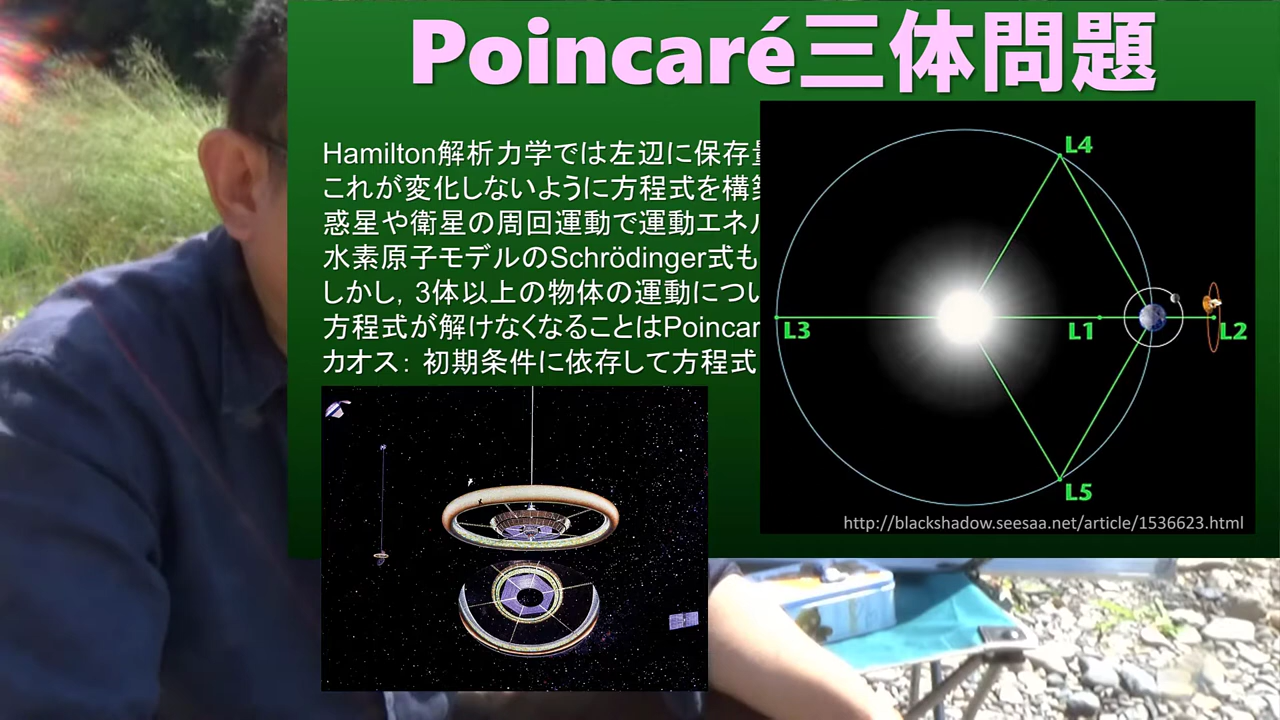 Poincaré三体問題
Hamilton解析力学では左辺に保存
これが変化しないように方程式を構
惑星や衛星の周回運動で運動エネル
水素原子モデルのSchrödinger式も
しかし，3体以上の物体の運動につい
方程式が解けなくなることはPoincar
カオス： 初期条件に依存して方程式
L4
L3
L1
L2
L5
http://blackshadow.seesaa.net/article/1536623.html